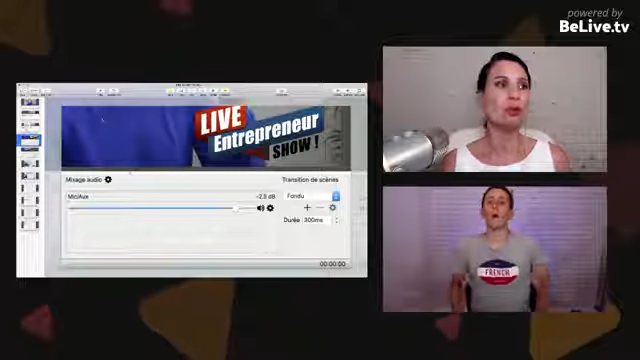 powered by
BeLive.tv
LIVE
Entrepreneur
SHOW !
Mixage audio
Transition de scènes
Mic/Aux
-2.5 dB
Fondu
Durée
300ms
00:00:00
FRENCH